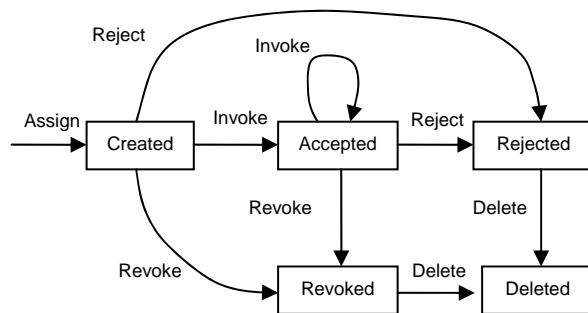 Reject
Invoke
Assign
Invoke
Reject
Created
Accepted
Rejected
Revoke
Delete
Revoke
Delete
Revoked
Deleted